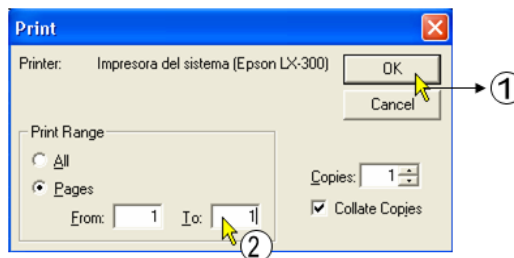 Print
Printer: Impresora del sistema (Epson LX-300)
OK
1
Cancel
Print Range
All
Pages
From: 1 To: 1
2
Copies: 1
Collate Copies